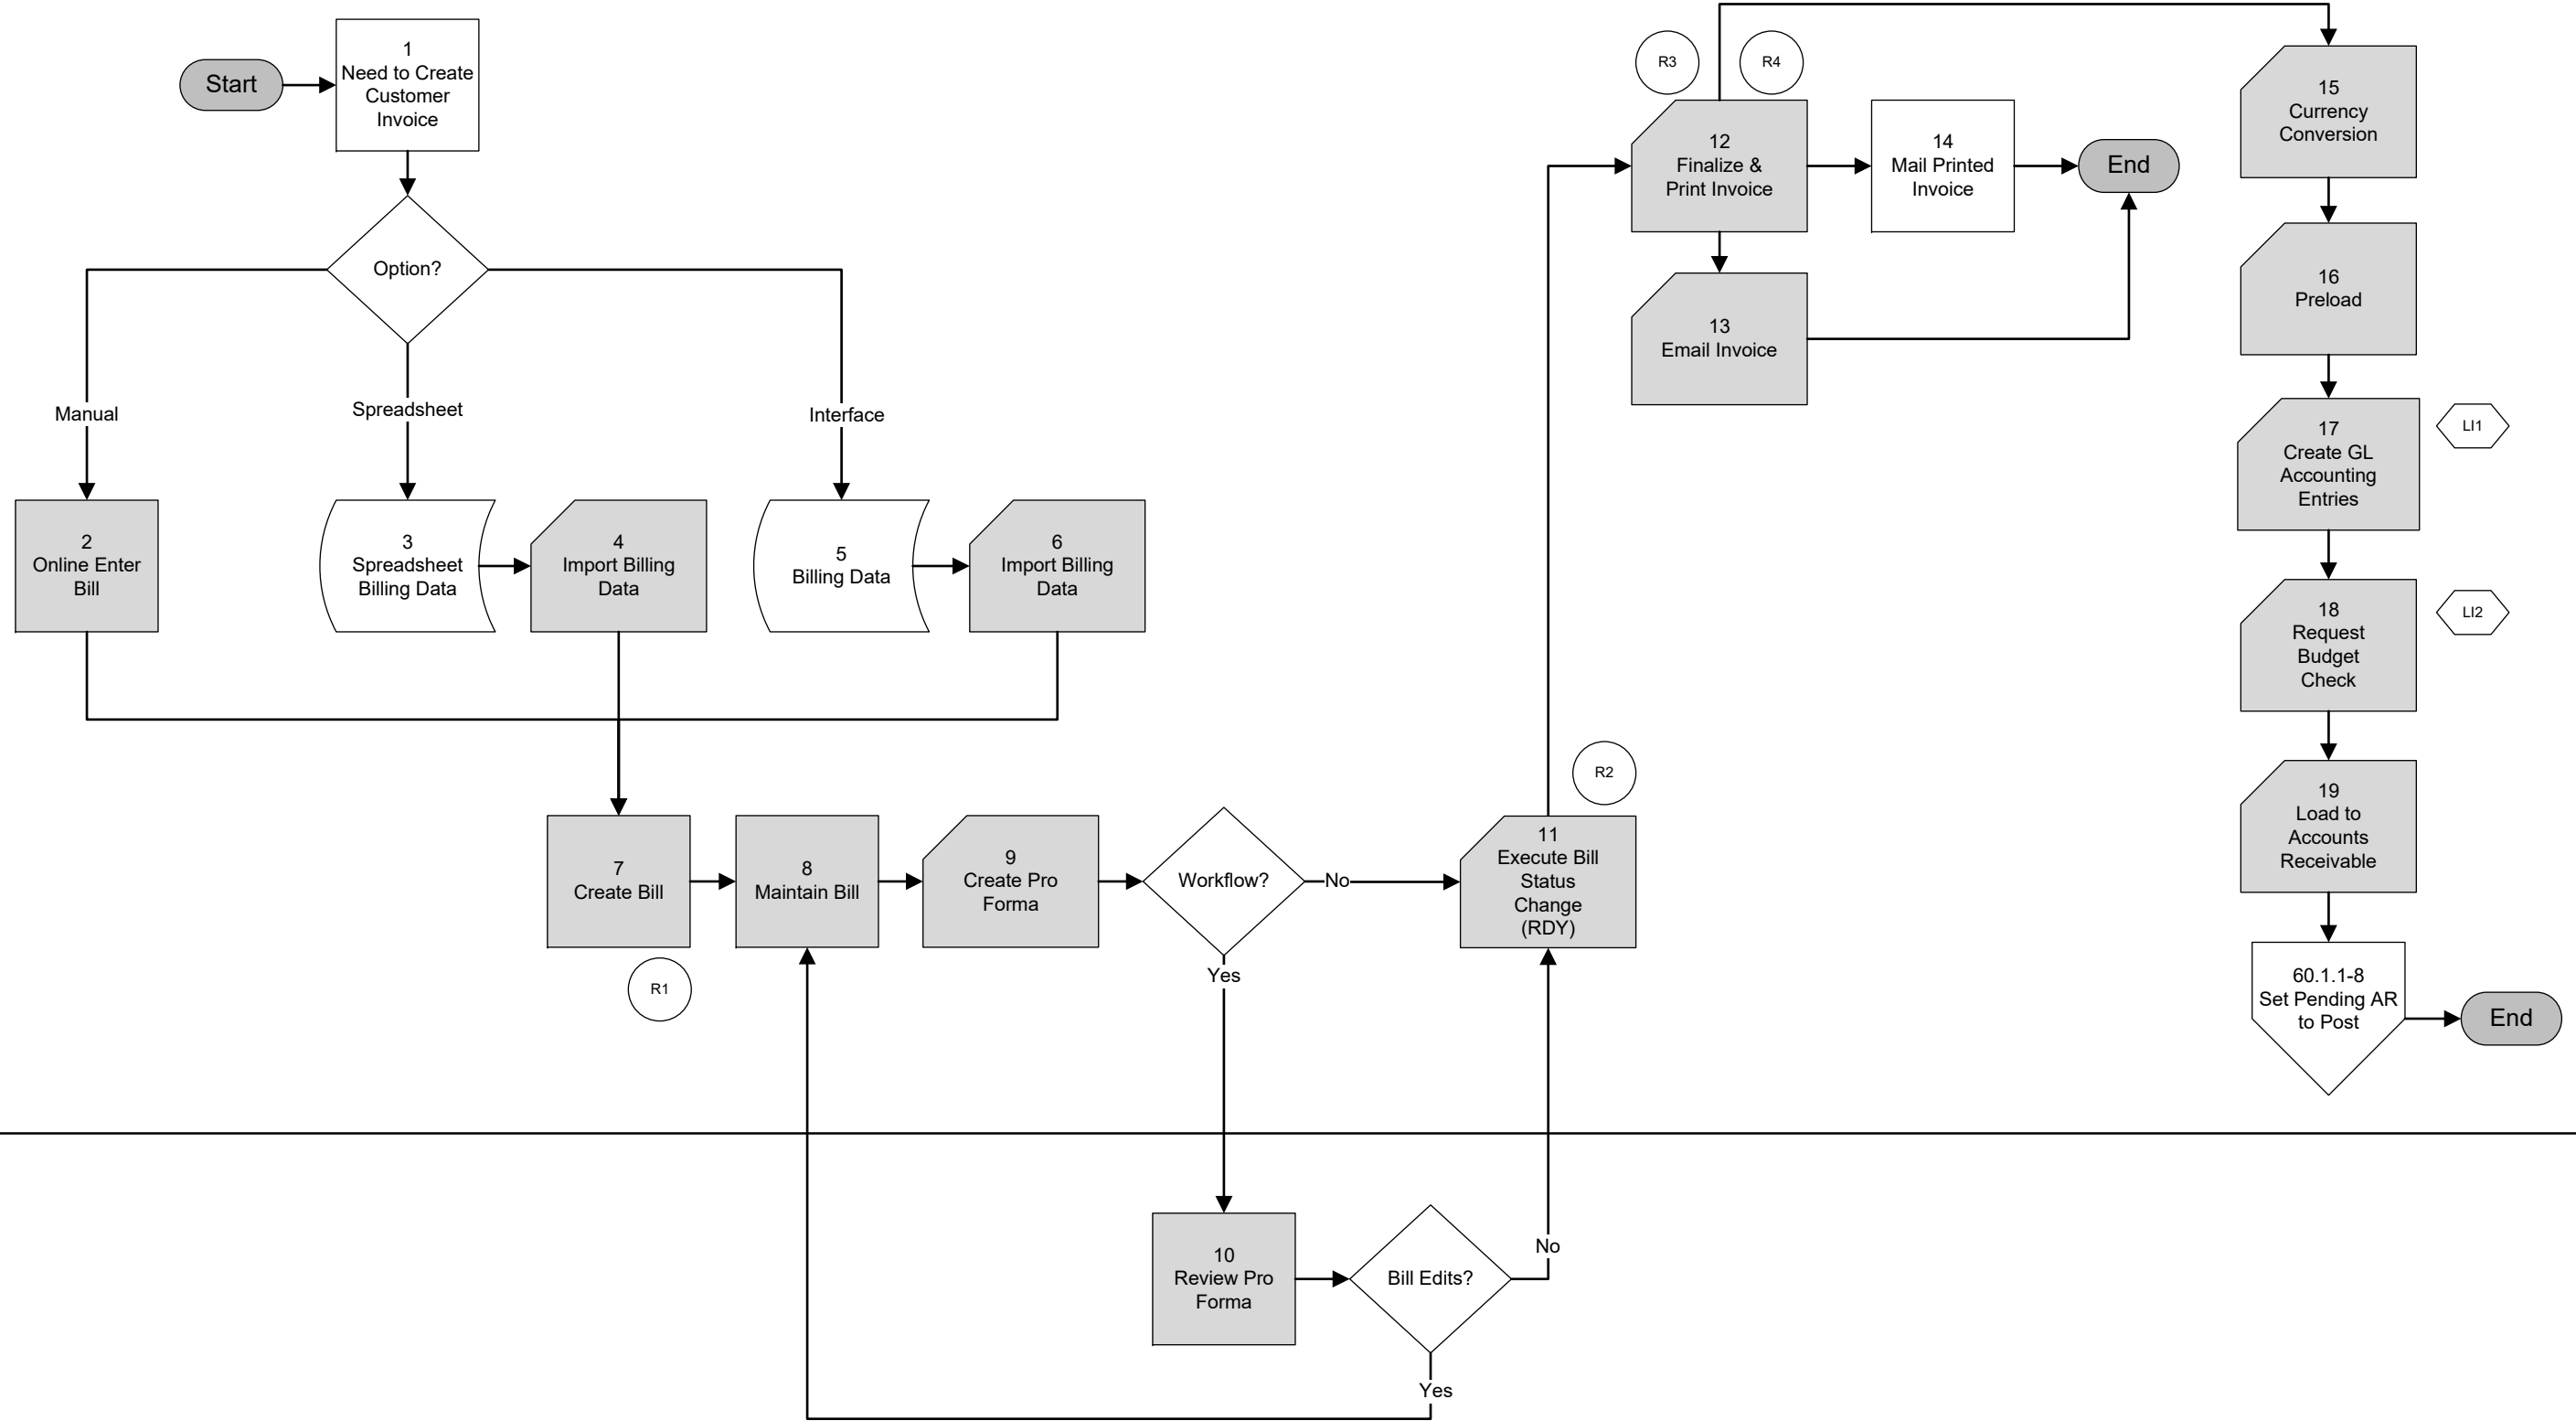 Start
1
Need to Create
Customer
Invoice
Option?
Manual
Spreadsheet
Interface
2
Online Enter
Bill
3
Spreadsheet
Billing Data
4
Import Billing
Data
5
Billing Data
6
Import Billing
Data
7
Create Bill
R1
8
Maintain Bill
9
Create Pro
Forma
Workflow?
No
Yes
10
Review Pro
Forma
Bill Edits?
No
Yes
11
Execute Bill
Status
Change
(RDY)
R2
R3
R4
12
Finalize &
Print Invoice
13
Email Invoice
14
Mail Printed
Invoice
End
15
Currency
Conversion
16
Preload
17
Create GL
Accounting
Entries
LI1
18
Request
Budget
Check
LI2
19
Load to
Accounts
Receivable
60.1.1-8
Set Pending AR
to Post
End